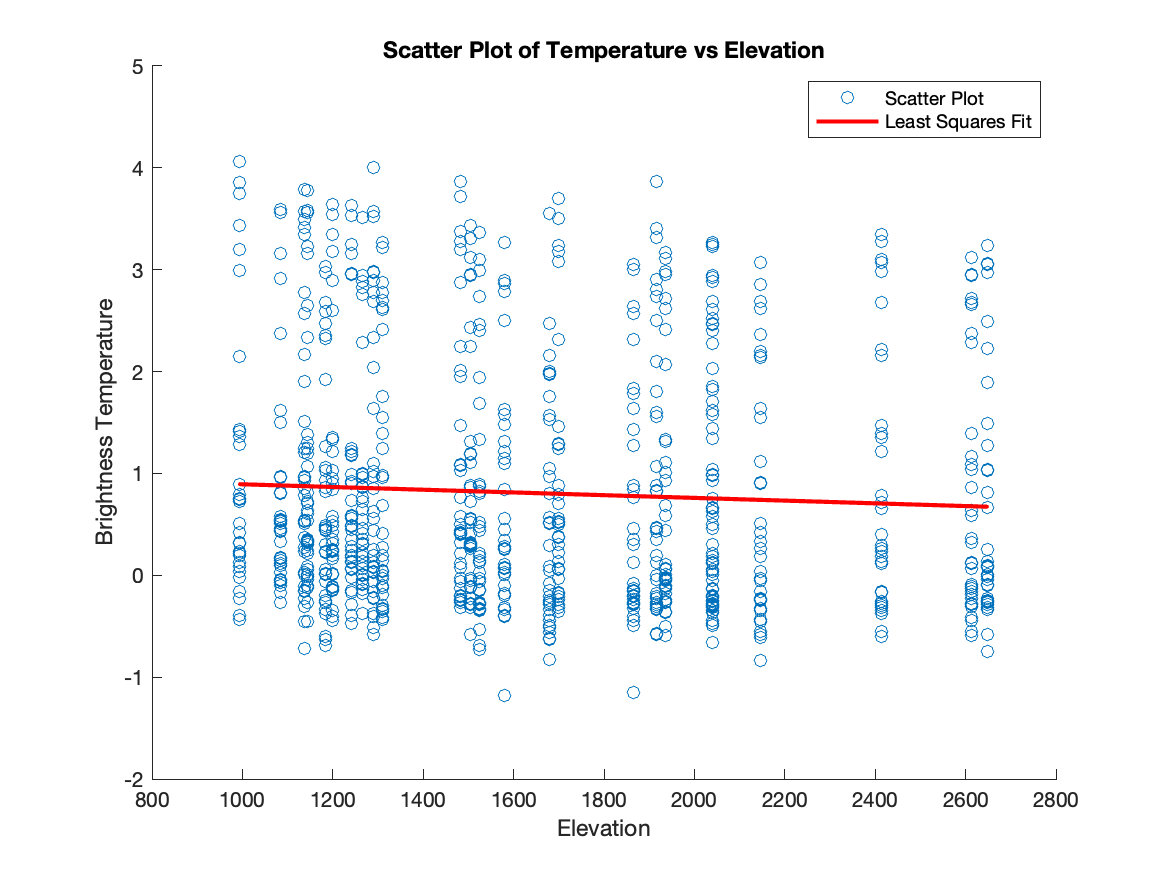 Scatter Plot of Temperature vs Elevation
Scatter Plot
Least Squares Fit
5
4
3
2
1
0
-1
-2
Brightness Temperature
800 1000 1200 1400 1600 1800 2000 2200 2400 2600 2800
Elevation